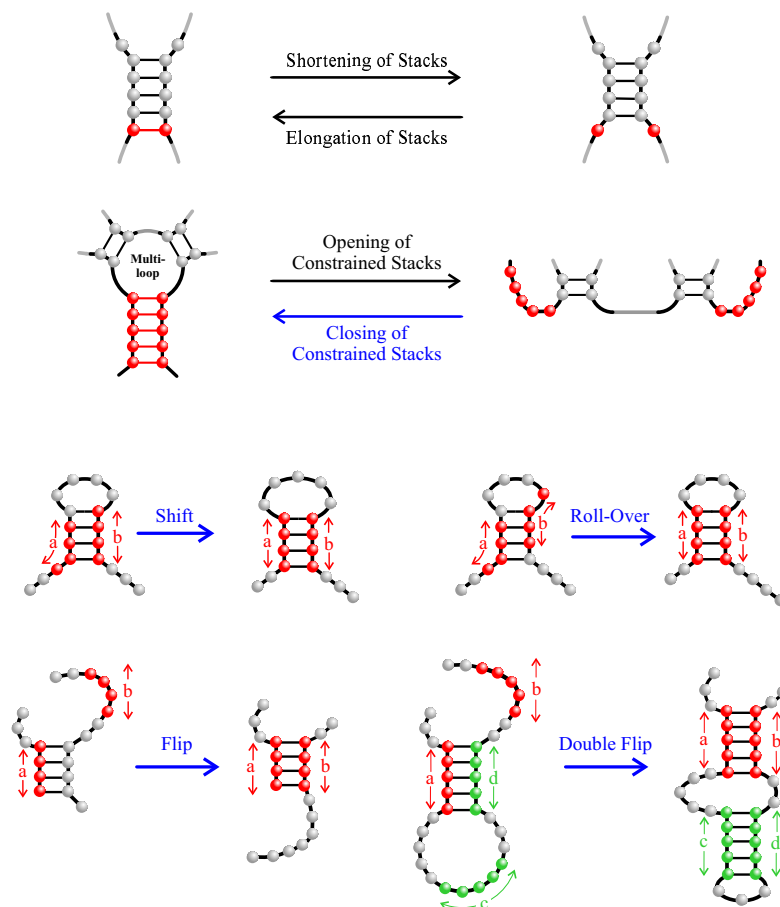 Shortening of Stacks
Elongation of Stacks
Multi-
loop
Opening of
Constrained Stacks
Closing of
Constrained Stacks
a
b
Shift
a
b
a
b
Roll-Over
a
b
b
a
Flip
a
b
b
a
d
c
Double Flip
a
b
c
d